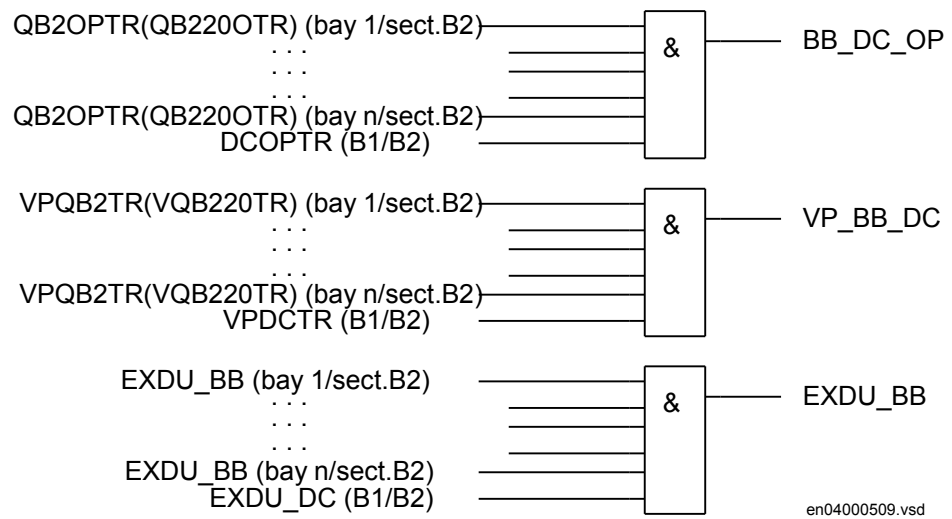 QB2OPTR(QB220OTR) (bay 1/sect.B2)
. . .
. . .
. . .
QB2OPTR(QB220OTR) (bay n/sect.B2)
DCOPTR (B1/B2)
&
BB_DC_OP
VPQB2TR(VQB220TR) (bay 1/sect.B2)
. . .
. . .
. . .
VPQB2TR(VQB220TR) (bay n/sect.B2)
VPDCTR (B1/B2)
&
VP_BB_DC
EXDU_BB (bay 1/sect.B2)
. . .
. . .
. . .
EXDU_BB (bay n/sect.B2)
EXDU_DC (B1/B2)
&
EXDU_BB
en04000509.vsd